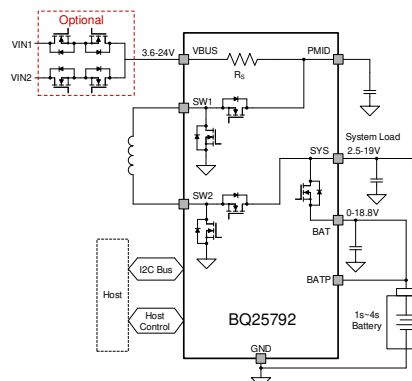 Optional
VIN1
VIN2
3.6-24V
VBUS
RS
PMID
SW1
SW2
SYS
System Load
2.5-19V
0-18.8V
BAT
BATP
Host
I2C Bus
Host
Control
BQ25792
1s~4s
Battery
GND